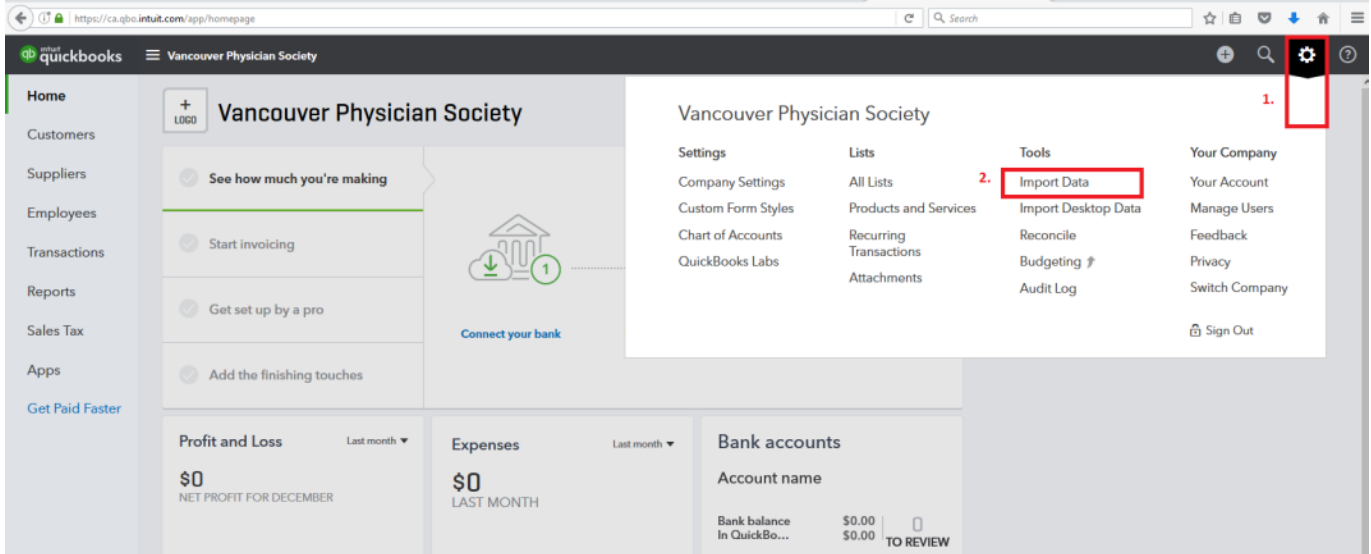 https://ca.qbo.intuit.com/app/homepage
Search
qb intuit quickbooks
Vancouver Physician Society
1.
Home
Customers
Suppliers
Employees
Transactions
Reports
Sales Tax
Apps
Get Paid Faster
+
LOGO
Vancouver Physician Society
See how much you're making
Start invoicing
Get set up by a pro
Add the finishing touches
1
Connect your bank
Vancouver Physician Society
Settings
Company Settings
Custom Form Styles
Chart of Accounts
QuickBooks Labs
Lists
All Lists
Products and Services
Recurring
Transactions
Attachments
Tools
2.
Import Data
Import Desktop Data
Reconcile
Budgeting
Audit Log
Your Company
Your Account
Manage Users
Feedback
Privacy
Switch Company
Sign Out
Profit and Loss
Last month
$0
NET PROFIT FOR DECEMBER
Expenses
Last month
$0
LAST MONTH
Bank accounts
Account name
Bank balance $0.00
In QuickBo... $0.00
0
TO REVIEW